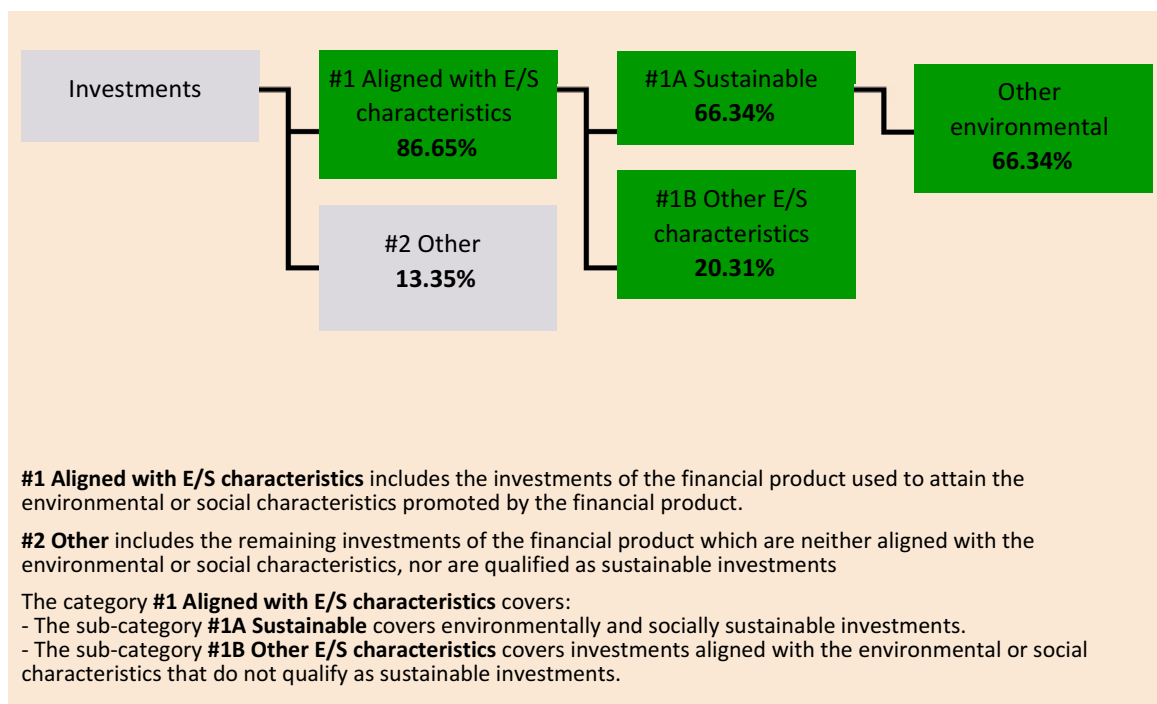 Investments
#1 Aligned with E/S
characteristics
86.65%
#2 Other
13.35%
#1A Sustainable
66.34%
#1B Other E/S
characteristics
20.31%
Other
environmental
66.34%
#1 Aligned with E/S characteristics includes the investments of the financial product used to attain the
environmental or social characteristics promoted by the financial product.
#2 Other includes the remaining investments of the financial product which are neither aligned with the
environmental or social characteristics, nor are qualified as sustainable investments
The category #1 Aligned with E/S characteristics covers:
- The sub-category #1A Sustainable covers environmentally and socially sustainable investments.
- The sub-category #1B Other E/S characteristics covers investments aligned with the environmental or social
characteristics that do not qualify as sustainable investments.